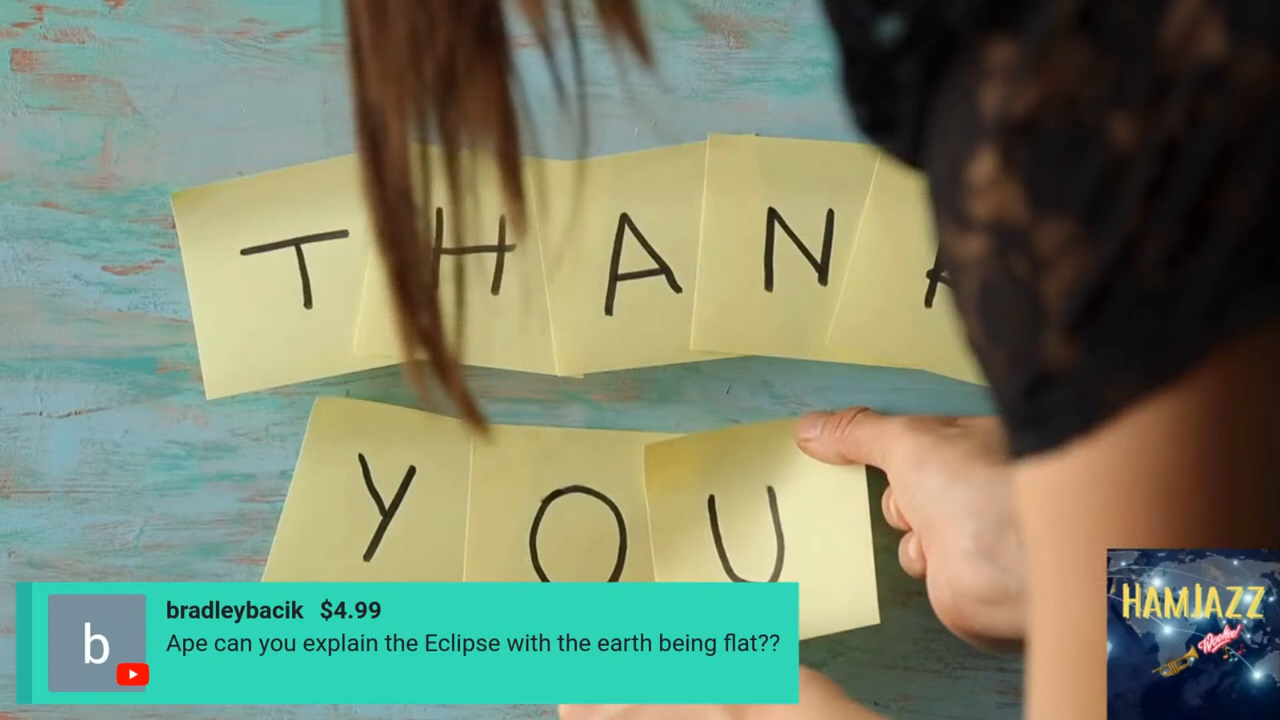 THAN
YOU
b
bradleybacik $4.99
Ape can you explain the Eclipse with the earth being flat??
HAMJAZZ